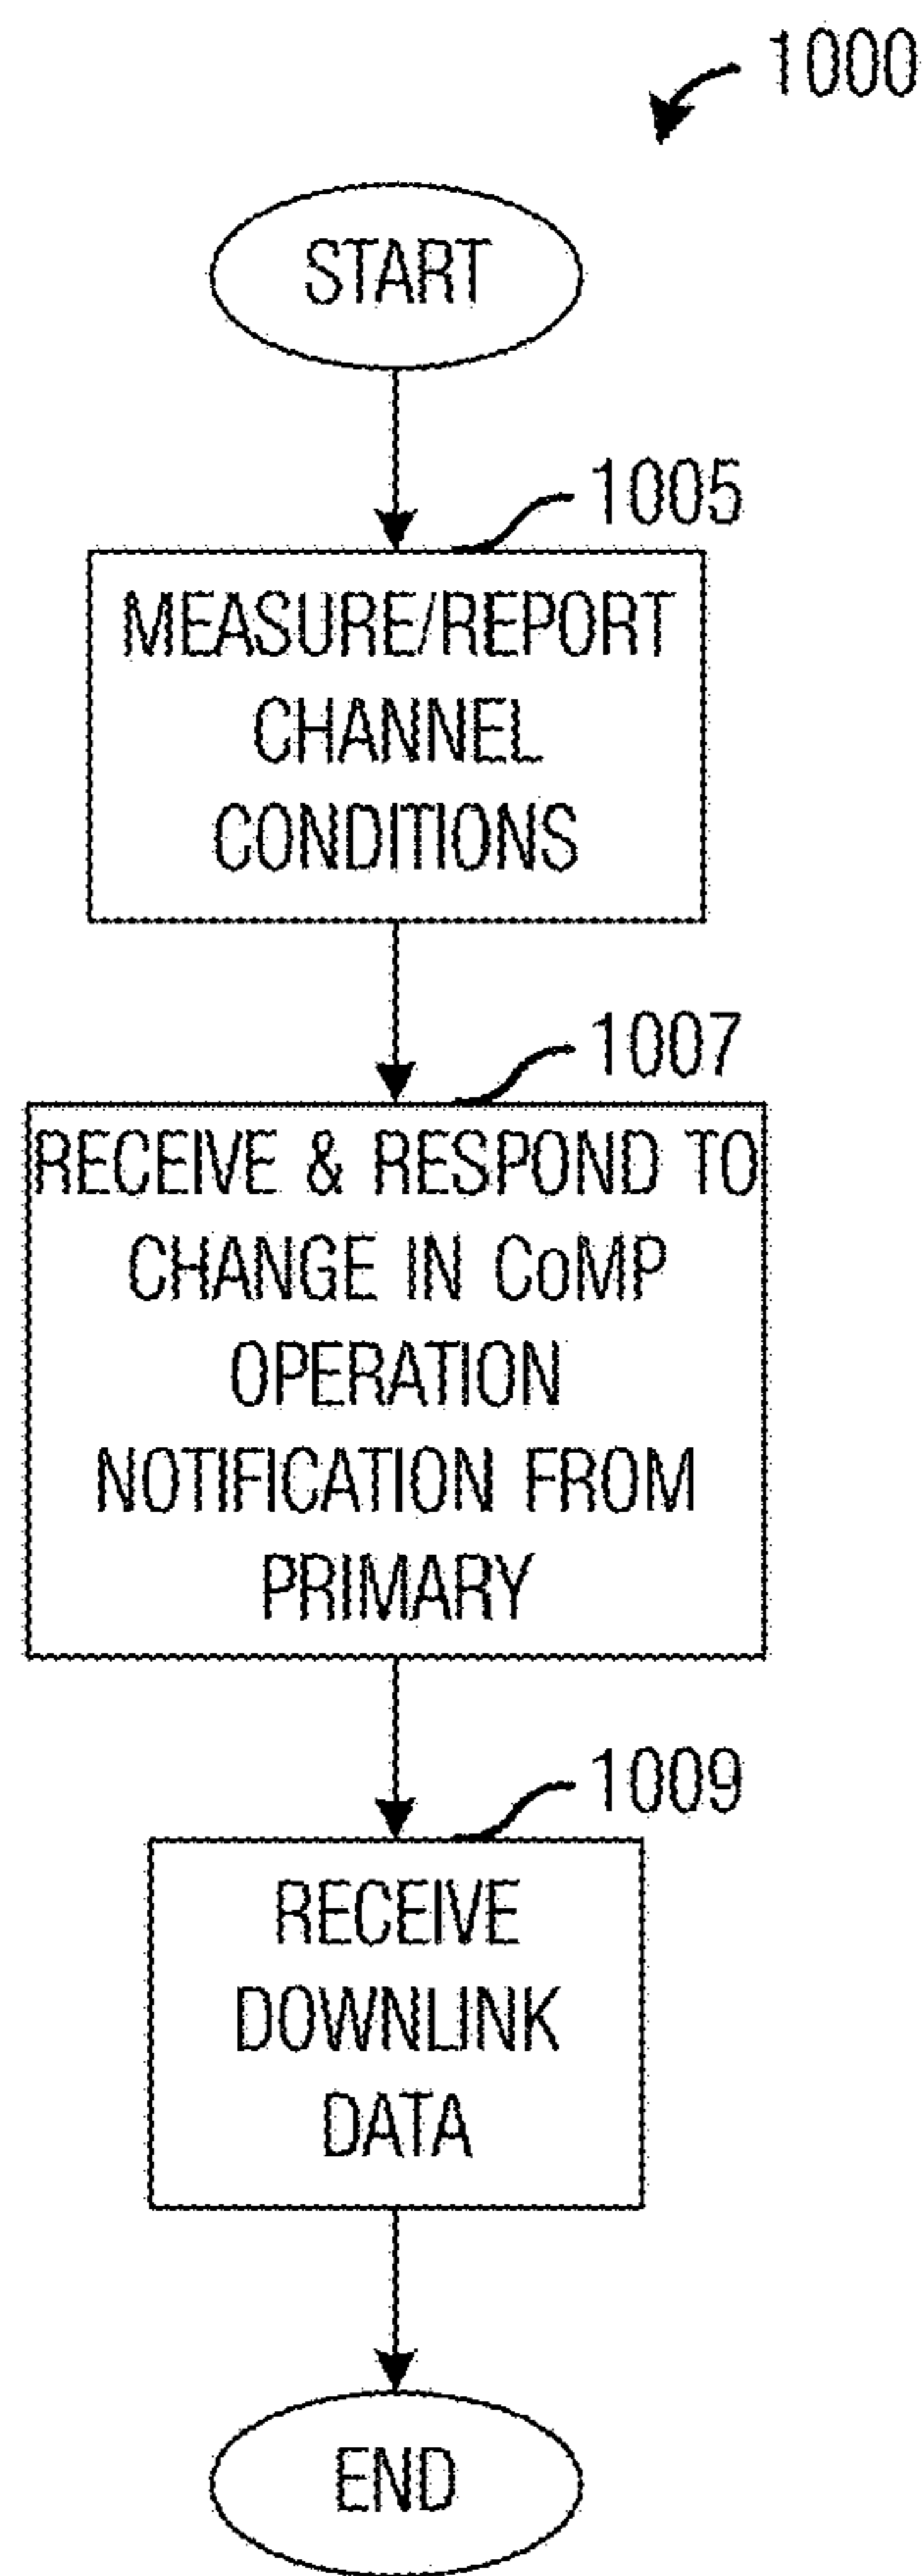 1000
START
1005
MEASURE/REPORT
CHANNEL
CONDITIONS
1007
RECEIVE & RESPOND TO
CHANGE IN CoMP
OPERATION
NOTIFICATION FROM
PRIMARY
1009
RECEIVE
DOWNLINK
DATA
END